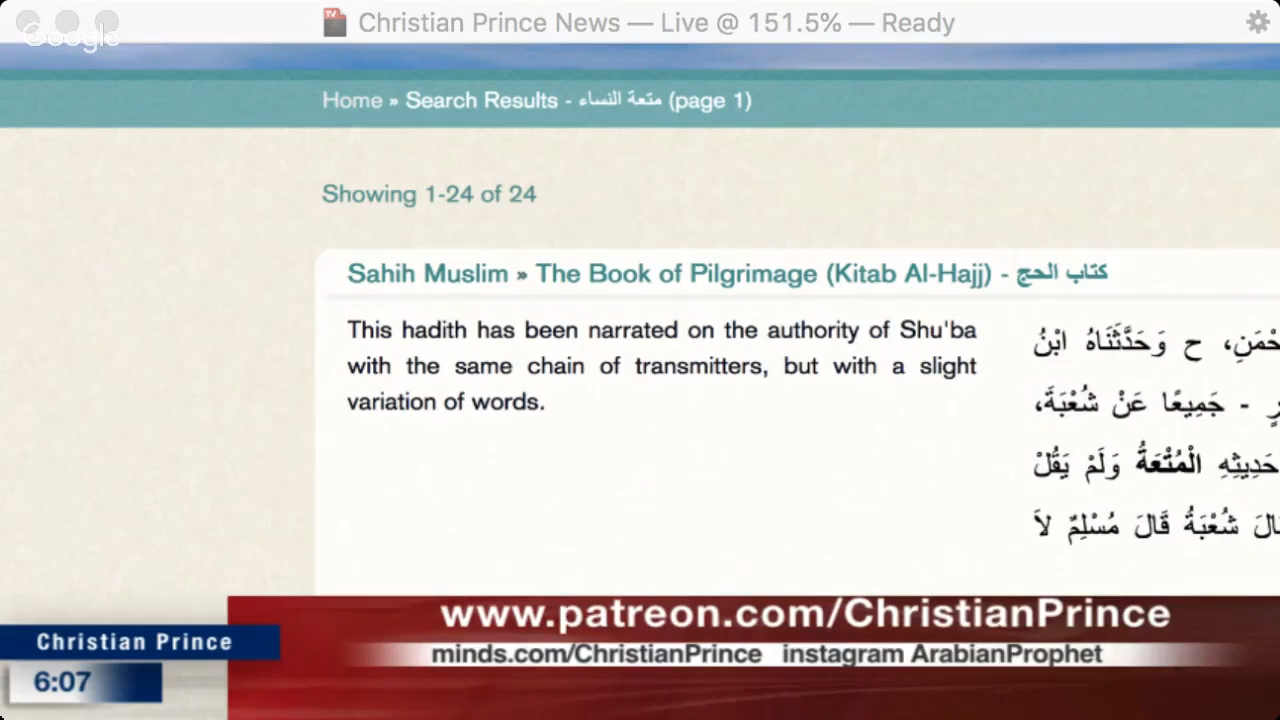 Christian Prince News — Live @ 151.5% — Ready
Google
Home » Search Results - متعة النساء (page 1)
Showing 1-24 of 24
Sahih Muslim » The Book of Pilgrimage (Kitab Al-Hajj) - كتاب الحج
This hadith has been narrated on the authority of Shu'ba
with the same chain of transmitters, but with a slight
variation of words.
ح وَحَدَّثَنَاهُ ابْنُ
- جَمِيعًا عَنْ شُعْبَةَ،
حَدِيثِهِ الْمُتْعَةُ وَلَمْ يَقُلْ
شُعْبَةُ قَالَ مُسْلِمٌ لاَ
www.patreon.com/ChristianPrince
Christian Prince
minds.com/ChristianPrince instagram ArabianProphet
6:07